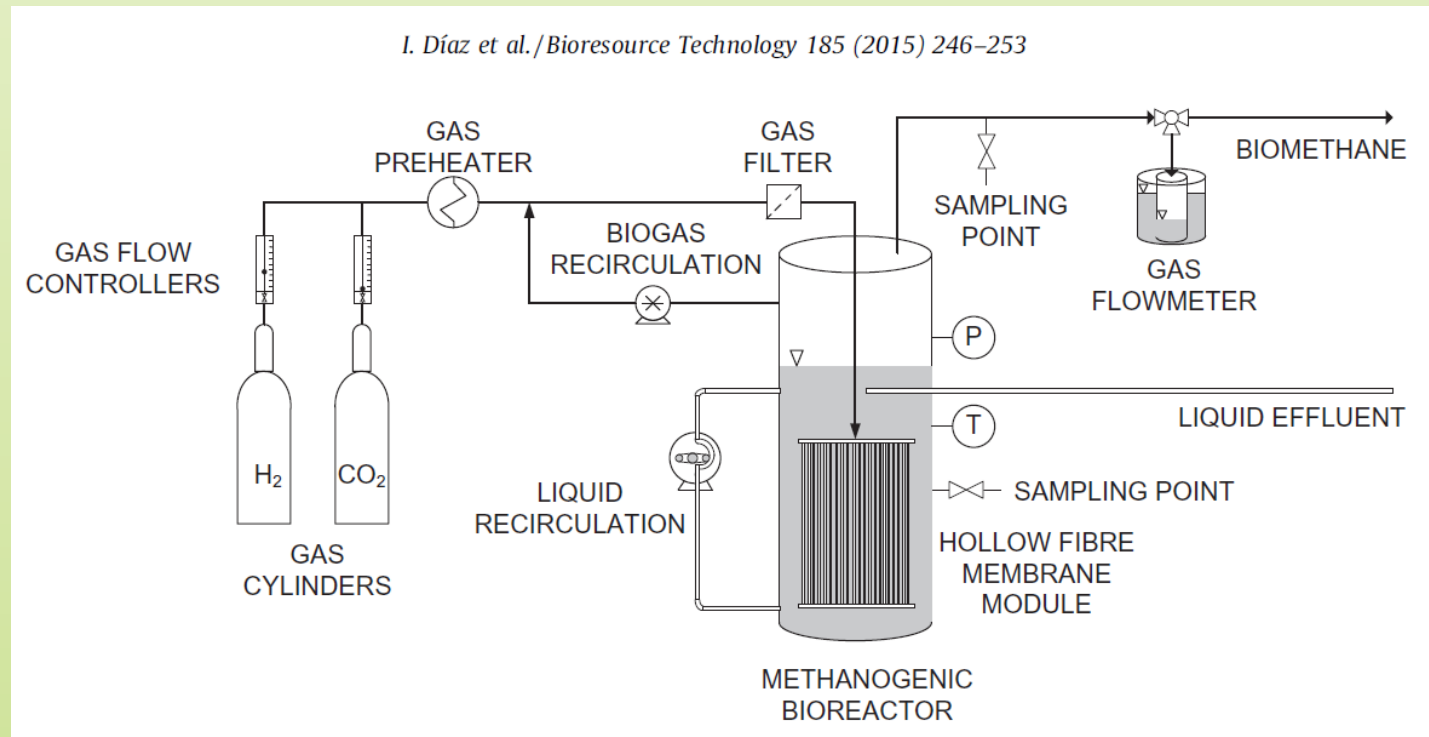 I. Díaz et al. / Bioresource Technology 185 (2015) 246–253
GAS
PREHEATER
GAS
FILTER
BIOMETHANE
SAMPLING
POINT
GAS FLOW
CONTROLLERS
BIOGAS
RECIRCULATION
GAS
FLOWMETER
P
LIQUID EFFLUENT
T
H₂
CO₂
LIQUID
RECIRCULATION
SAMPLING POINT
GAS
CYLINDERS
HOLLOW FIBRE
MEMBRANE
MODULE
METHANOGENIC
BIOREACTOR